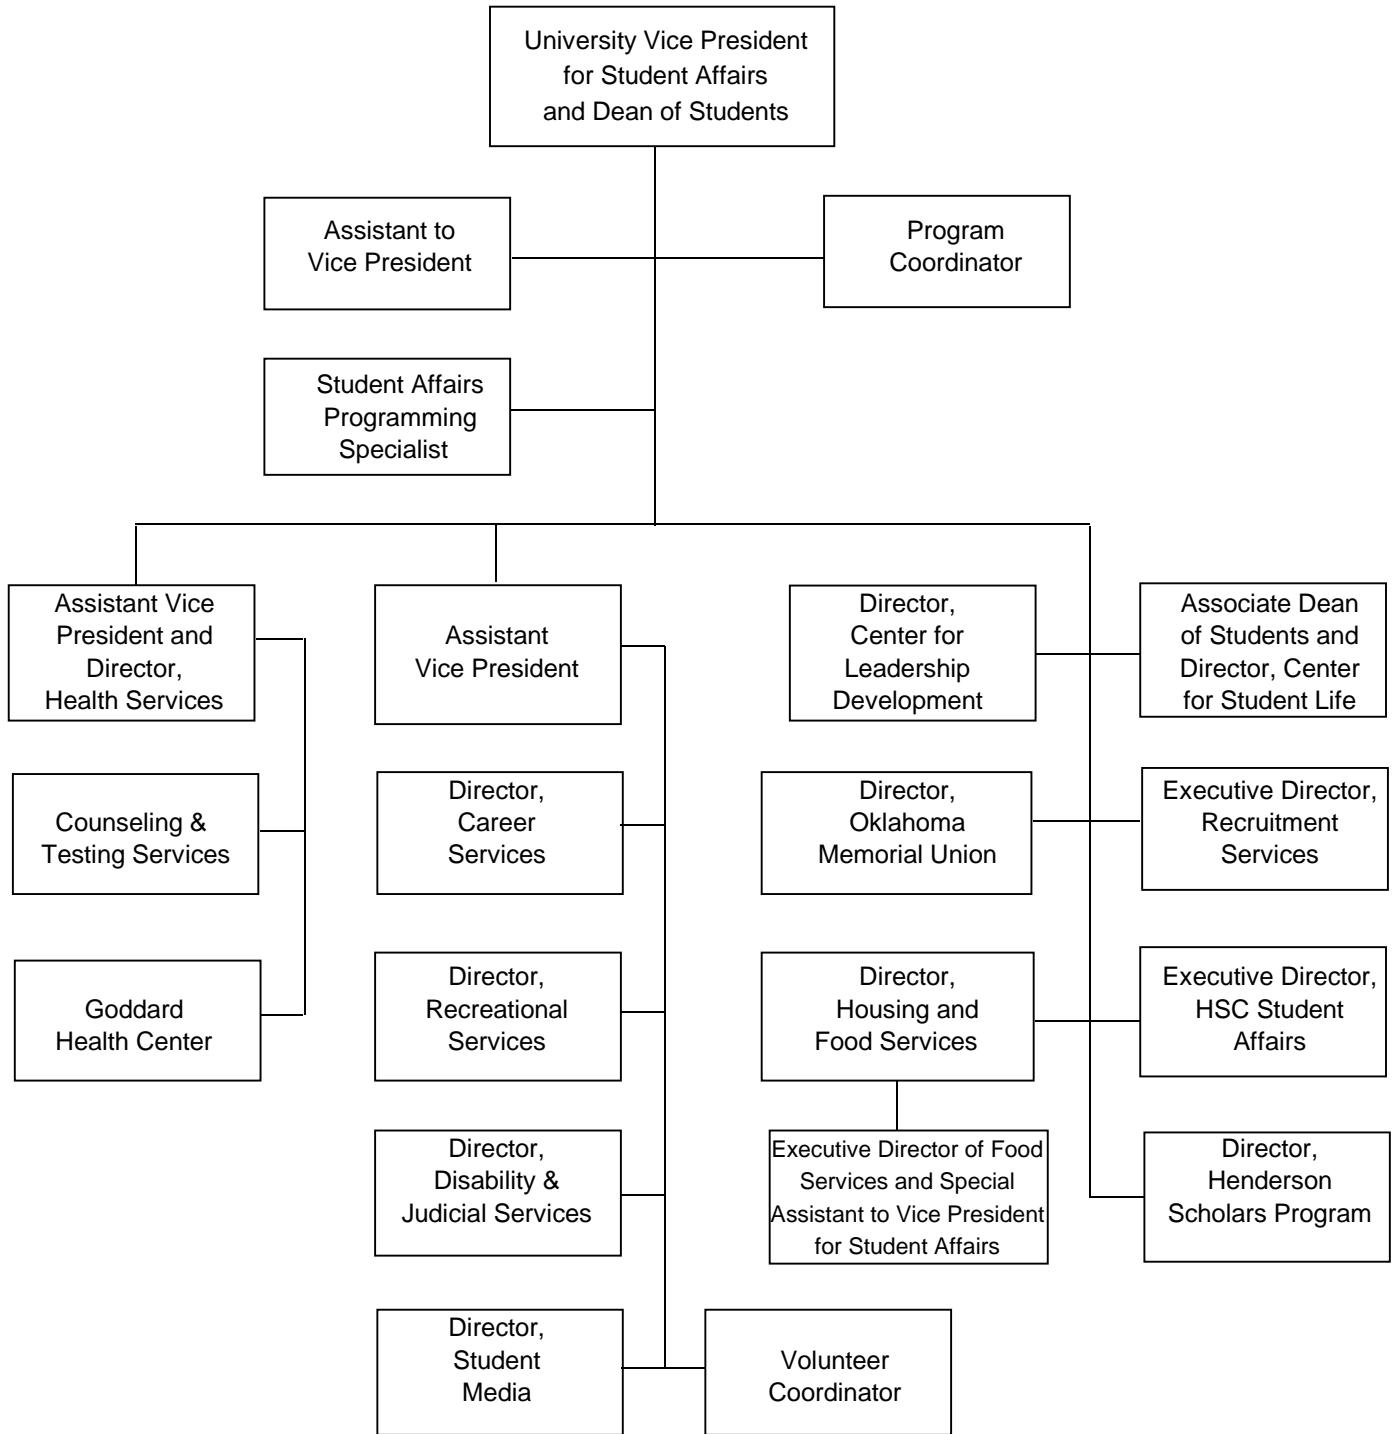 University Vice President
for Student Affairs
and Dean of Students
Assistant to
Vice President
Program
Coordinator
Student Affairs
Programming
Specialist
Assistant Vice
President and
Director,
Health Services
Assistant
Vice President
Director,
Center for
Leadership
Development
Associate Dean
of Students and
Director, Center
for Student Life
Counseling &
Testing Services
Director,
Career
Services
Director,
Oklahoma
Memorial Union
Executive Director,
Recruitment
Services
Goddard
Health Center
Director,
Recreational
Services
Director,
Housing and
Food Services
Executive Director,
HSC Student
Affairs
Director,
Disability &
Judicial Services
Executive Director of Food
Services and Special
Assistant to Vice President
for Student Affairs
Director,
Henderson
Scholars Program
Director,
Student
Media
Volunteer
Coordinator